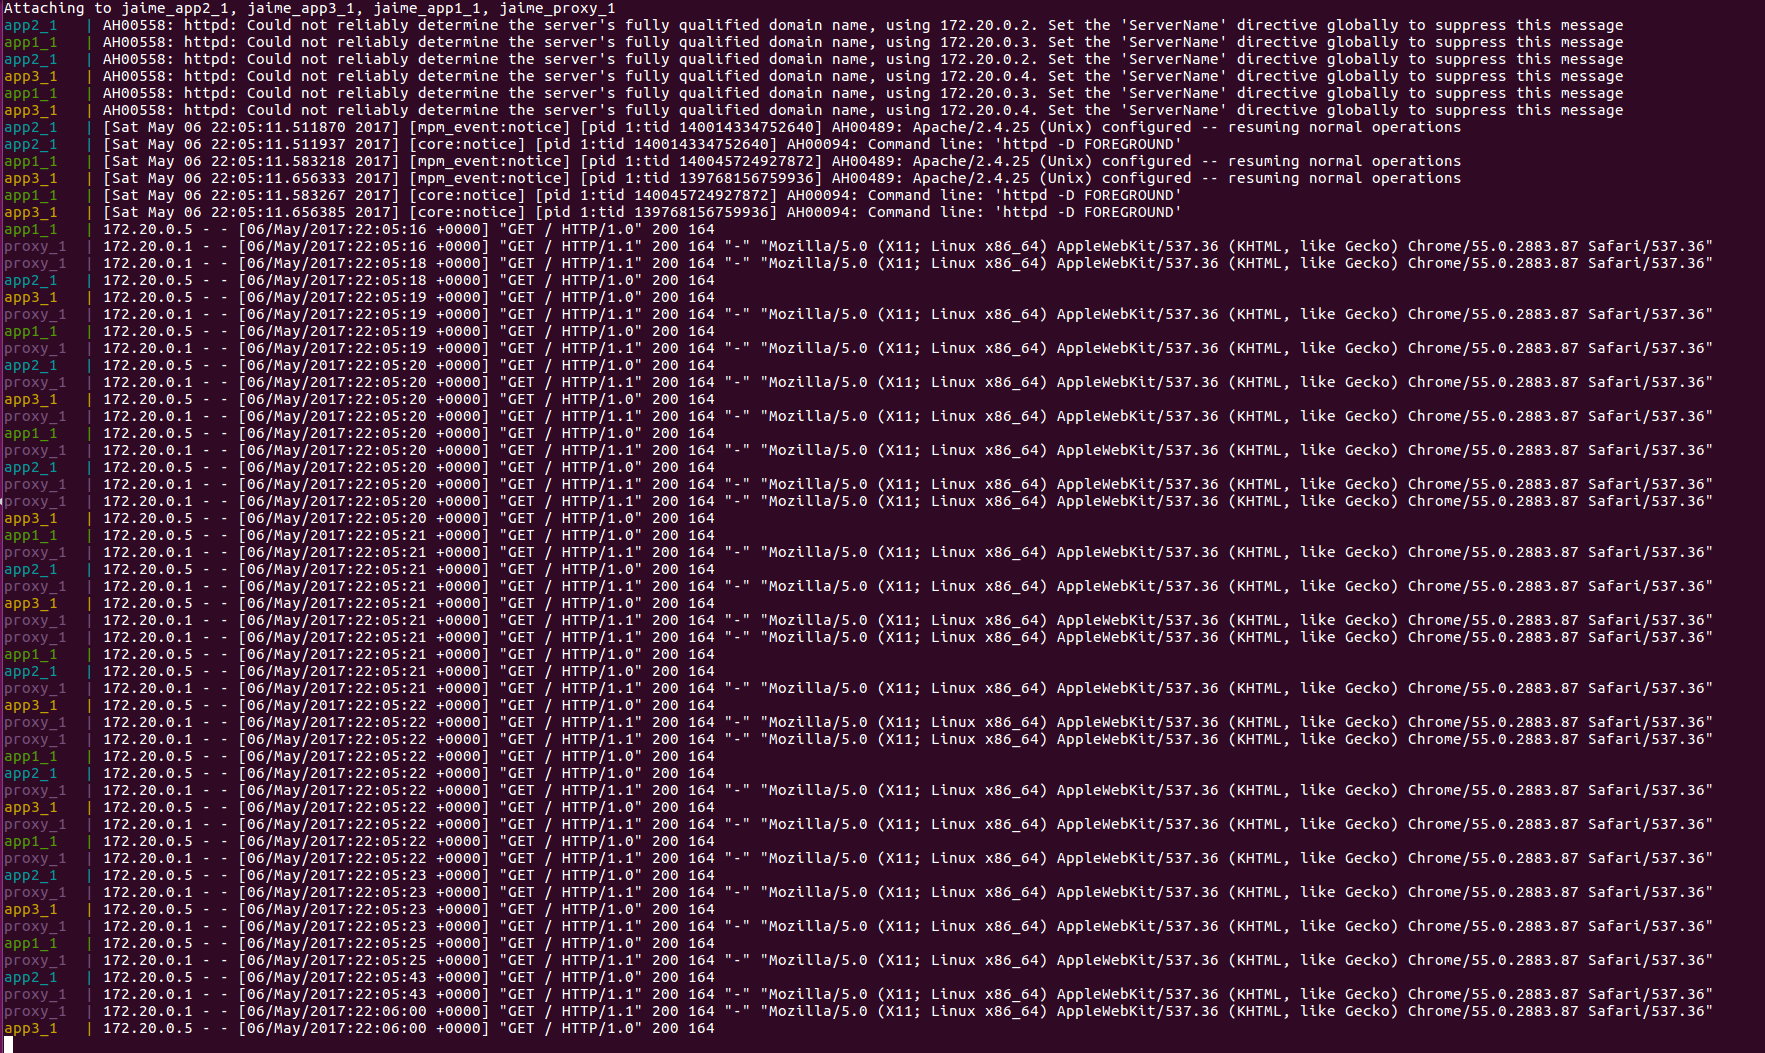 Attaching to jaime_app2_1, jaime_app3_1, jaime_app1_1, jaime_proxy_1
app2_1   | AH00558: httpd: Could not reliably determine the server's fully qualified domain name, using 172.20.0.2. Set the 'ServerName' directive globally to suppress this message
app1_1   | AH00558: httpd: Could not reliably determine the server's fully qualified domain name, using 172.20.0.3. Set the 'ServerName' directive globally to suppress this message
app2_1   | AH00558: httpd: Could not reliably determine the server's fully qualified domain name, using 172.20.0.2. Set the 'ServerName' directive globally to suppress this message
app3_1   | AH00558: httpd: Could not reliably determine the server's fully qualified domain name, using 172.20.0.4. Set the 'ServerName' directive globally to suppress this message
app1_1   | AH00558: httpd: Could not reliably determine the server's fully qualified domain name, using 172.20.0.3. Set the 'ServerName' directive globally to suppress this message
app3_1   | AH00558: httpd: Could not reliably determine the server's fully qualified domain name, using 172.20.0.4. Set the 'ServerName' directive globally to suppress this message
app2_1   | [Sat May 06 22:05:11.511870 2017] [mpm_event:notice] [pid 1:tid 140014334752640] AH00489: Apache/2.4.25 (Unix) configured -- resuming normal operations
app2_1   | [Sat May 06 22:05:11.511937 2017] [core:notice] [pid 1:tid 140014334752640] AH00094: Command line: 'httpd -D FOREGROUND'
app1_1   | [Sat May 06 22:05:11.583218 2017] [mpm_event:notice] [pid 1:tid 140045724927872] AH00489: Apache/2.4.25 (Unix) configured -- resuming normal operations
app3_1   | [Sat May 06 22:05:11.656333 2017] [mpm_event:notice] [pid 1:tid 139768156759936] AH00489: Apache/2.4.25 (Unix) configured -- resuming normal operations
app1_1   | [Sat May 06 22:05:11.583267 2017] [core:notice] [pid 1:tid 140045724927872] AH00094: Command line: 'httpd -D FOREGROUND'
app3_1   | [Sat May 06 22:05:11.656385 2017] [core:notice] [pid 1:tid 139768156759936] AH00094: Command line: 'httpd -D FOREGROUND'
app1_1   | 172.20.0.5 - - [06/May/2017:22:05:16 +0000] "GET / HTTP/1.0" 200 164
proxy_1  | 172.20.0.1 - - [06/May/2017:22:05:16 +0000] "GET / HTTP/1.1" 200 164 "-" "Mozilla/5.0 (X11; Linux x86_64) AppleWebKit/537.36 (KHTML, like Gecko) Chrome/55.0.2883.87 Safari/537.36"
proxy_1  | 172.20.0.1 - - [06/May/2017:22:05:18 +0000] "GET / HTTP/1.1" 200 164 "-" "Mozilla/5.0 (X11; Linux x86_64) AppleWebKit/537.36 (KHTML, like Gecko) Chrome/55.0.2883.87 Safari/537.36"
app2_1   | 172.20.0.5 - - [06/May/2017:22:05:18 +0000] "GET / HTTP/1.0" 200 164
app3_1   | 172.20.0.5 - - [06/May/2017:22:05:19 +0000] "GET / HTTP/1.0" 200 164
proxy_1  | 172.20.0.1 - - [06/May/2017:22:05:19 +0000] "GET / HTTP/1.1" 200 164 "-" "Mozilla/5.0 (X11; Linux x86_64) AppleWebKit/537.36 (KHTML, like Gecko) Chrome/55.0.2883.87 Safari/537.36"
app1_1   | 172.20.0.5 - - [06/May/2017:22:05:19 +0000] "GET / HTTP/1.0" 200 164
proxy_1  | 172.20.0.1 - - [06/May/2017:22:05:19 +0000] "GET / HTTP/1.1" 200 164 "-" "Mozilla/5.0 (X11; Linux x86_64) AppleWebKit/537.36 (KHTML, like Gecko) Chrome/55.0.2883.87 Safari/537.36"
app2_1   | 172.20.0.5 - - [06/May/2017:22:05:20 +0000] "GET / HTTP/1.0" 200 164
proxy_1  | 172.20.0.1 - - [06/May/2017:22:05:20 +0000] "GET / HTTP/1.1" 200 164 "-" "Mozilla/5.0 (X11; Linux x86_64) AppleWebKit/537.36 (KHTML, like Gecko) Chrome/55.0.2883.87 Safari/537.36"
app3_1   | 172.20.0.5 - - [06/May/2017:22:05:20 +0000] "GET / HTTP/1.0" 200 164
proxy_1  | 172.20.0.1 - - [06/May/2017:22:05:20 +0000] "GET / HTTP/1.1" 200 164 "-" "Mozilla/5.0 (X11; Linux x86_64) AppleWebKit/537.36 (KHTML, like Gecko) Chrome/55.0.2883.87 Safari/537.36"
app1_1   | 172.20.0.5 - - [06/May/2017:22:05:20 +0000] "GET / HTTP/1.0" 200 164
proxy_1  | 172.20.0.1 - - [06/May/2017:22:05:20 +0000] "GET / HTTP/1.1" 200 164 "-" "Mozilla/5.0 (X11; Linux x86_64) AppleWebKit/537.36 (KHTML, like Gecko) Chrome/55.0.2883.87 Safari/537.36"
app2_1   | 172.20.0.5 - - [06/May/2017:22:05:20 +0000] "GET / HTTP/1.0" 200 164
proxy_1  | 172.20.0.1 - - [06/May/2017:22:05:20 +0000] "GET / HTTP/1.1" 200 164 "-" "Mozilla/5.0 (X11; Linux x86_64) AppleWebKit/537.36 (KHTML, like Gecko) Chrome/55.0.2883.87 Safari/537.36"
proxy_1  | 172.20.0.1 - - [06/May/2017:22:05:20 +0000] "GET / HTTP/1.1" 200 164 "-" "Mozilla/5.0 (X11; Linux x86_64) AppleWebKit/537.36 (KHTML, like Gecko) Chrome/55.0.2883.87 Safari/537.36"
app3_1   | 172.20.0.5 - - [06/May/2017:22:05:20 +0000] "GET / HTTP/1.0" 200 164
app1_1   | 172.20.0.5 - - [06/May/2017:22:05:21 +0000] "GET / HTTP/1.0" 200 164
proxy_1  | 172.20.0.1 - - [06/May/2017:22:05:21 +0000] "GET / HTTP/1.1" 200 164 "-" "Mozilla/5.0 (X11; Linux x86_64) AppleWebKit/537.36 (KHTML, like Gecko) Chrome/55.0.2883.87 Safari/537.36"
app2_1   | 172.20.0.5 - - [06/May/2017:22:05:21 +0000] "GET / HTTP/1.0" 200 164
proxy_1  | 172.20.0.1 - - [06/May/2017:22:05:21 +0000] "GET / HTTP/1.1" 200 164 "-" "Mozilla/5.0 (X11; Linux x86_64) AppleWebKit/537.36 (KHTML, like Gecko) Chrome/55.0.2883.87 Safari/537.36"
app3_1   | 172.20.0.5 - - [06/May/2017:22:05:21 +0000] "GET / HTTP/1.0" 200 164
proxy_1  | 172.20.0.1 - - [06/May/2017:22:05:21 +0000] "GET / HTTP/1.1" 200 164 "-" "Mozilla/5.0 (X11; Linux x86_64) AppleWebKit/537.36 (KHTML, like Gecko) Chrome/55.0.2883.87 Safari/537.36"
proxy_1  | 172.20.0.1 - - [06/May/2017:22:05:21 +0000] "GET / HTTP/1.1" 200 164 "-" "Mozilla/5.0 (X11; Linux x86_64) AppleWebKit/537.36 (KHTML, like Gecko) Chrome/55.0.2883.87 Safari/537.36"
app1_1   | 172.20.0.5 - - [06/May/2017:22:05:21 +0000] "GET / HTTP/1.0" 200 164
app2_1   | 172.20.0.5 - - [06/May/2017:22:05:21 +0000] "GET / HTTP/1.0" 200 164
proxy_1  | 172.20.0.1 - - [06/May/2017:22:05:21 +0000] "GET / HTTP/1.1" 200 164 "-" "Mozilla/5.0 (X11; Linux x86_64) AppleWebKit/537.36 (KHTML, like Gecko) Chrome/55.0.2883.87 Safari/537.36"
app3_1   | 172.20.0.5 - - [06/May/2017:22:05:22 +0000] "GET / HTTP/1.0" 200 164
proxy_1  | 172.20.0.1 - - [06/May/2017:22:05:22 +0000] "GET / HTTP/1.1" 200 164 "-" "Mozilla/5.0 (X11; Linux x86_64) AppleWebKit/537.36 (KHTML, like Gecko) Chrome/55.0.2883.87 Safari/537.36"
proxy_1  | 172.20.0.1 - - [06/May/2017:22:05:22 +0000] "GET / HTTP/1.1" 200 164 "-" "Mozilla/5.0 (X11; Linux x86_64) AppleWebKit/537.36 (KHTML, like Gecko) Chrome/55.0.2883.87 Safari/537.36"
app1_1   | 172.20.0.5 - - [06/May/2017:22:05:22 +0000] "GET / HTTP/1.0" 200 164
app2_1   | 172.20.0.5 - - [06/May/2017:22:05:22 +0000] "GET / HTTP/1.0" 200 164
proxy_1  | 172.20.0.1 - - [06/May/2017:22:05:22 +0000] "GET / HTTP/1.1" 200 164 "-" "Mozilla/5.0 (X11; Linux x86_64) AppleWebKit/537.36 (KHTML, like Gecko) Chrome/55.0.2883.87 Safari/537.36"
app3_1   | 172.20.0.5 - - [06/May/2017:22:05:22 +0000] "GET / HTTP/1.0" 200 164
proxy_1  | 172.20.0.1 - - [06/May/2017:22:05:22 +0000] "GET / HTTP/1.1" 200 164 "-" "Mozilla/5.0 (X11; Linux x86_64) AppleWebKit/537.36 (KHTML, like Gecko) Chrome/55.0.2883.87 Safari/537.36"
app1_1   | 172.20.0.5 - - [06/May/2017:22:05:22 +0000] "GET / HTTP/1.0" 200 164
proxy_1  | 172.20.0.1 - - [06/May/2017:22:05:22 +0000] "GET / HTTP/1.1" 200 164 "-" "Mozilla/5.0 (X11; Linux x86_64) AppleWebKit/537.36 (KHTML, like Gecko) Chrome/55.0.2883.87 Safari/537.36"
app2_1   | 172.20.0.5 - - [06/May/2017:22:05:23 +0000] "GET / HTTP/1.0" 200 164
proxy_1  | 172.20.0.1 - - [06/May/2017:22:05:23 +0000] "GET / HTTP/1.1" 200 164 "-" "Mozilla/5.0 (X11; Linux x86_64) AppleWebKit/537.36 (KHTML, like Gecko) Chrome/55.0.2883.87 Safari/537.36"
app3_1   | 172.20.0.5 - - [06/May/2017:22:05:23 +0000] "GET / HTTP/1.0" 200 164
proxy_1  | 172.20.0.1 - - [06/May/2017:22:05:23 +0000] "GET / HTTP/1.1" 200 164 "-" "Mozilla/5.0 (X11; Linux x86_64) AppleWebKit/537.36 (KHTML, like Gecko) Chrome/55.0.2883.87 Safari/537.36"
app1_1   | 172.20.0.5 - - [06/May/2017:22:05:25 +0000] "GET / HTTP/1.0" 200 164
proxy_1  | 172.20.0.1 - - [06/May/2017:22:05:25 +0000] "GET / HTTP/1.1" 200 164 "-" "Mozilla/5.0 (X11; Linux x86_64) AppleWebKit/537.36 (KHTML, like Gecko) Chrome/55.0.2883.87 Safari/537.36"
app2_1   | 172.20.0.5 - - [06/May/2017:22:05:43 +0000] "GET / HTTP/1.0" 200 164
proxy_1  | 172.20.0.1 - - [06/May/2017:22:05:43 +0000] "GET / HTTP/1.1" 200 164 "-" "Mozilla/5.0 (X11; Linux x86_64) AppleWebKit/537.36 (KHTML, like Gecko) Chrome/55.0.2883.87 Safari/537.36"
proxy_1  | 172.20.0.1 - - [06/May/2017:22:06:00 +0000] "GET / HTTP/1.1" 200 164 "-" "Mozilla/5.0 (X11; Linux x86_64) AppleWebKit/537.36 (KHTML, like Gecko) Chrome/55.0.2883.87 Safari/537.36"
app3_1   | 172.20.0.5 - - [06/May/2017:22:06:00 +0000] "GET / HTTP/1.0" 200 164